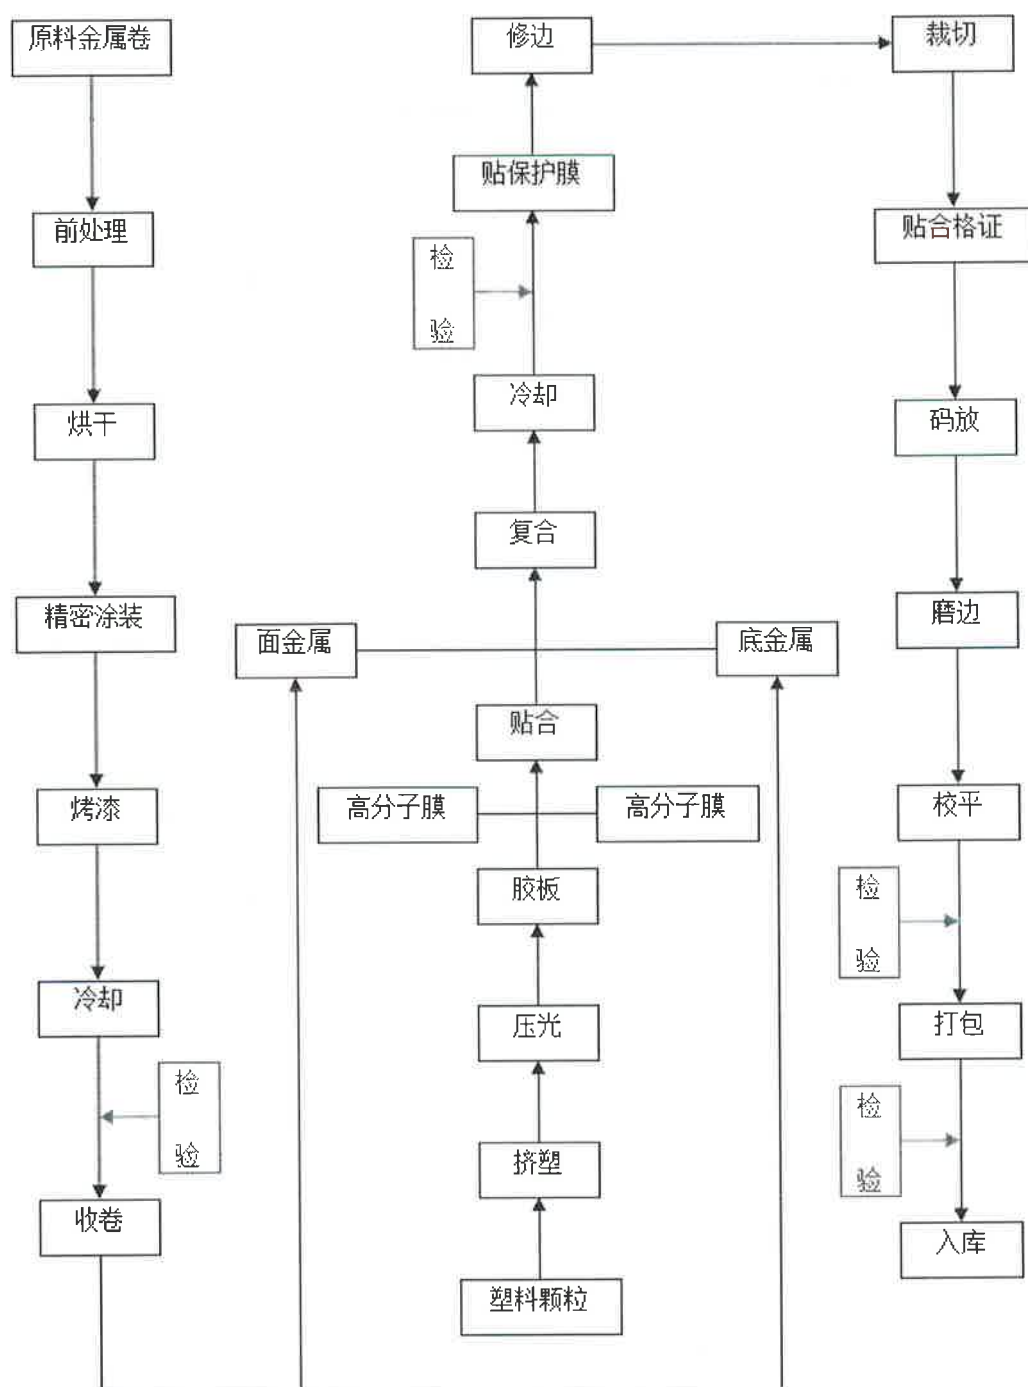 原料金属卷
前处理
烘干
精密涂装
烤漆
冷却
检
验
收卷
修边
贴保护膜
检
验
冷却
复合
面金属
底金属
贴合
高分子膜
高分子膜
胶板
压光
挤塑
塑料颗粒
裁切
贴合格证
码放
磨边
校平
检
验
打包
检
验
入库